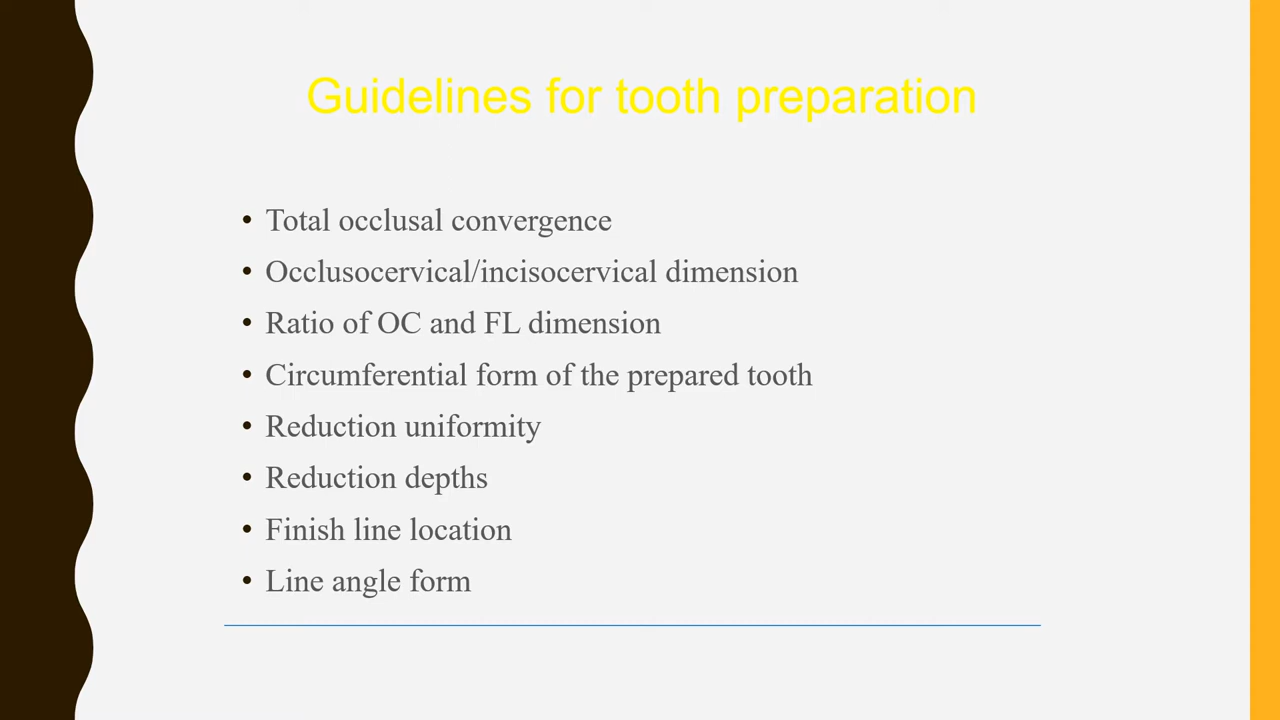 Guidelines for tooth preparation
• Total occlusal convergence
• Occlusocervical/incisocervical dimension
• Ratio of OC and FL dimension
• Circumferential form of the prepared tooth
• Reduction uniformity
• Reduction depths
• Finish line location
• Line angle form